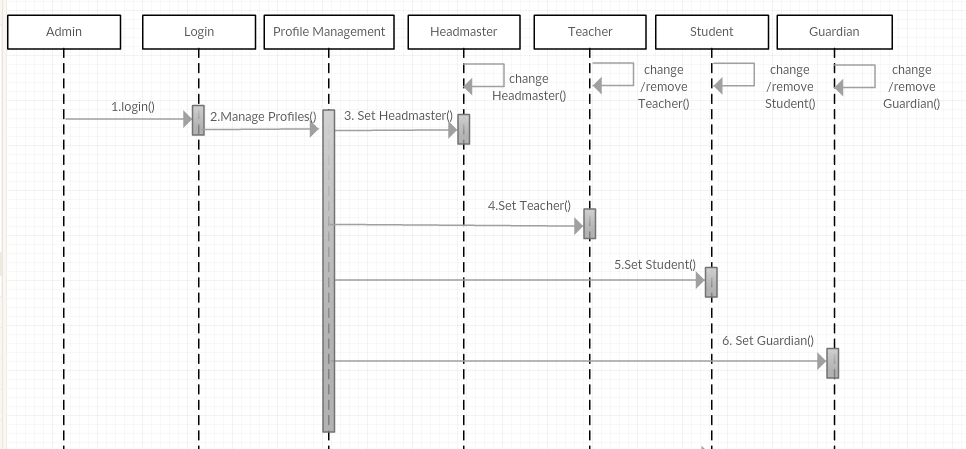 Admin
Login
Profile Management
Headmaster
Teacher
Student
Guardian
change
Headmaster()
change
/remove
Teacher()
change
/remove
Student()
change
/remove
Guardian()
1.login()
2.Manage Profiles()
3. Set Headmaster()
4.Set Teacher()
5.Set Student()
6. Set Guardian()